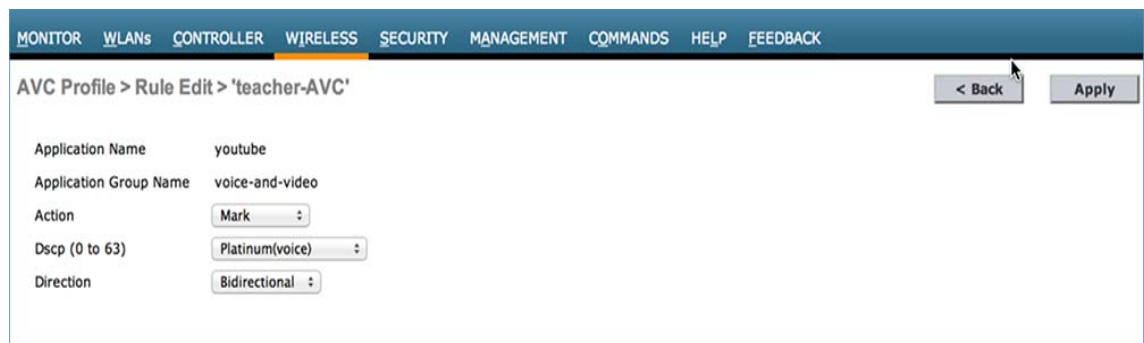 MONITOR WLANs CONTROLLER WIRELESS SECURITY MANAGEMENT COMMANDS HELP FEEDBACK
AVC Profile > Rule Edit > 'teacher-AVC' < Back Apply
Application Name youtube
Application Group Name voice-and-video
Action Mark
Dscp (0 to 63) Platinum(voice)
Direction Bidirectional